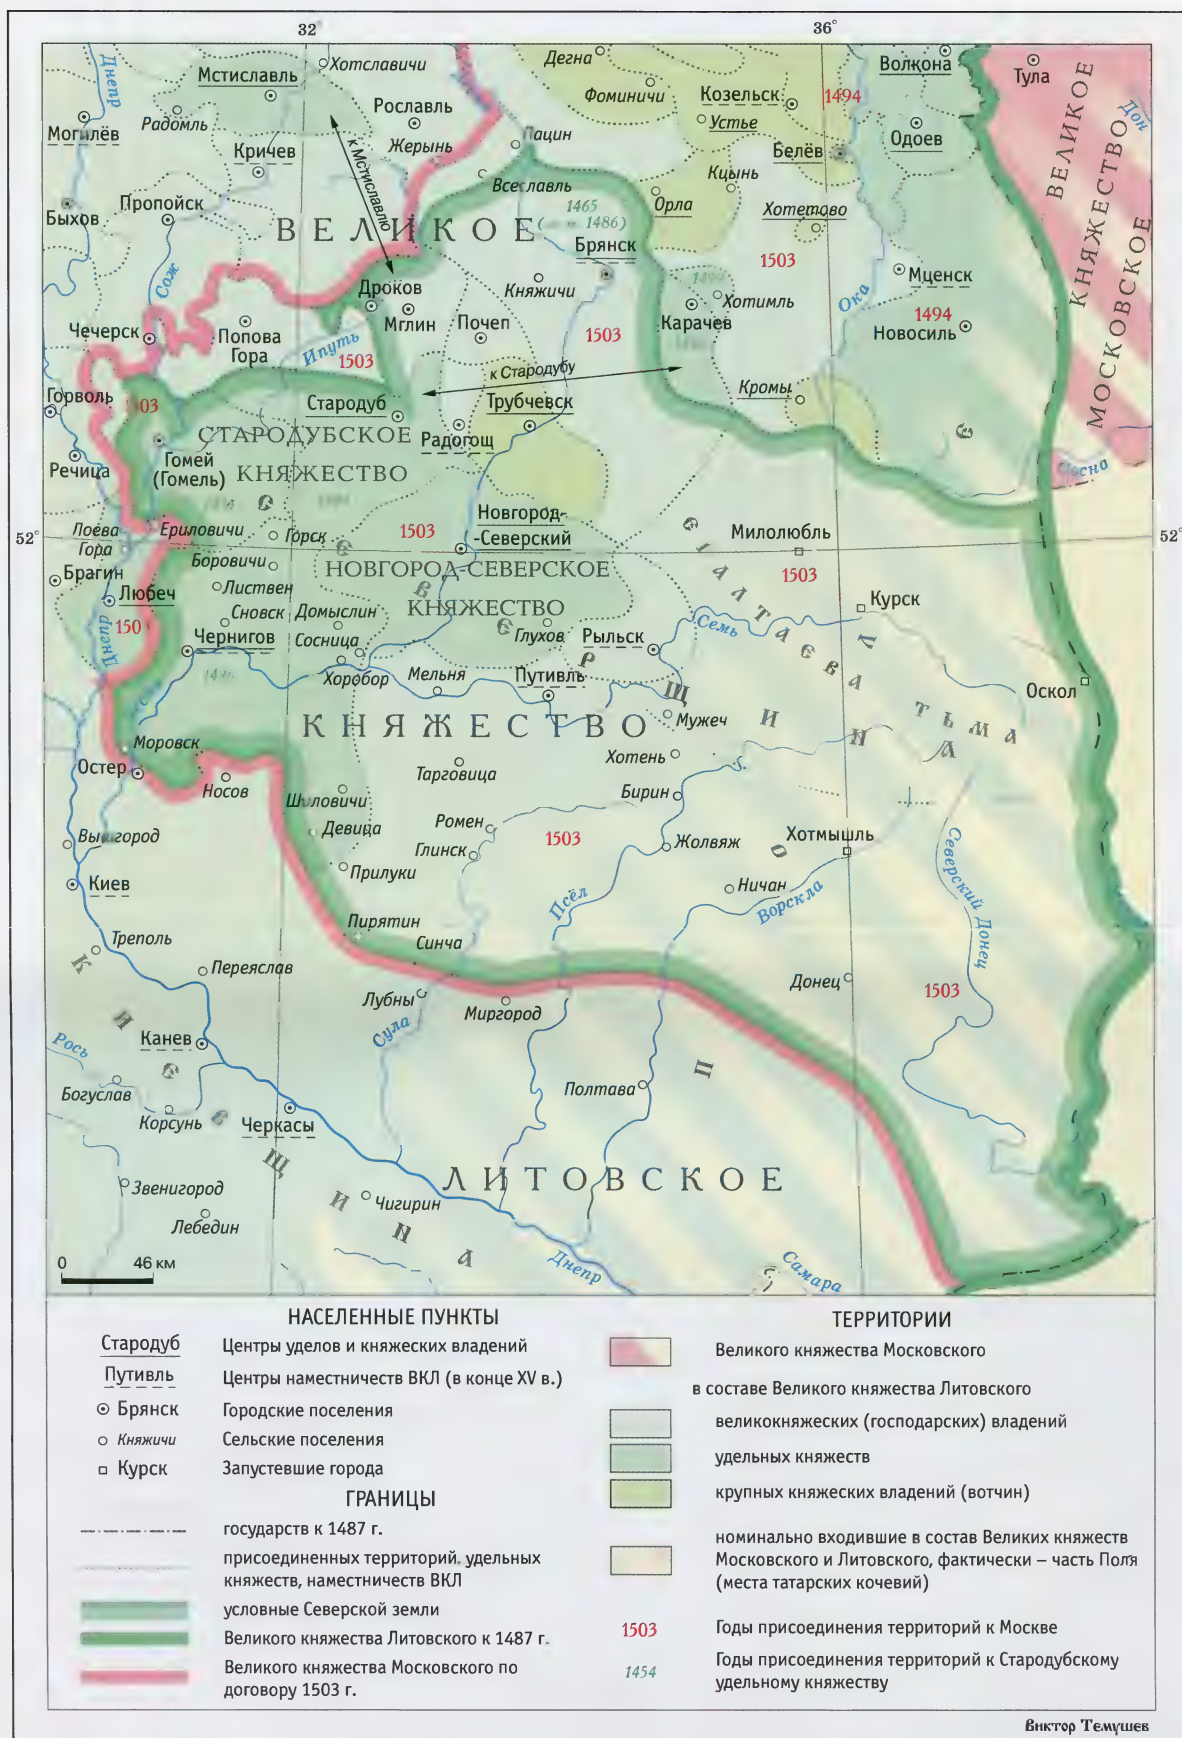 32°
36°
Днепр
Хотславичи
Мстиславль
Радомль
Рославль
Жерынь
Могилёв
Кричев
Пропойск
Быхов
Сож
к Мстиславлю
Дегна
Фоминичи
Козельск
Устье
1494
Волкона
Одоев
Белёв
Тула
Дон
ВЕЛИКОЕ
КНЯЖЕСТВО
МОСКОВСКОЕ
Пацин
Всеславль
1465
Кцынь
Орла
Хотетово
ВЕЛИКОЕ
Брянск
1503
Мценск
Ока
Дроков
Мглин
Княжичи
Почеп
1503
Хотимль
Карачев
1494
Новосиль
Чечерск
Попова
Гора
Ипуть
1503
к Стародубу
Кромы
Горволь
Стародуб
Трубчевск
Радогощ
СТАРОДУБСКОЕ
КНЯЖЕСТВО
Гомей
(Гомель)
Речица
Сосна
52°
52°
Лоева
Гора
Ериловичи
Горск
1503
Новгород-
-Северский
Милолюбль
1503
Брагин
Боровичи
НОВГОРОД-СЕВЕРСКОЕ
КНЯЖЕСТВО
Любеч
Листвен
Сновск
Домыслин
Сосница
Глухов
Рыльск
Семь
Курск
Днепр
Чернигов
Хоробор
Мельня
Путивль
Оскол
СЕВЕРЩИНА
ЄГАЛТАЄВА ТЬМА
Мужеч
КНЯЖЕСТВО
Моровск
Остер
Носов
Тарговица
Хотень
Бирин
Шиловичи
Девица
Ромен
Глинск
1503
Жолвяж
Хотмышль
Вышгород
Прилуки
Киев
Псёл
Ничан
Ворскла
Северский Донец
Пирятин
Синча
Треполь
Переяслав
Лубны
Миргород
Донец
1503
Канев
Рось
Сула
Богуслав
Корсунь
Черкасы
Полтава
КИЄВЩИНА
ЛИТОВСКОЕ
Звенигород
Лебедин
Чигирин
Днепр
Самара
0 46 км
НАСЕЛЕННЫЕ ПУНКТЫ
Стародуб Центры уделов и княжеских владений
Путивль Центры наместничеств ВКЛ (в конце XV в.)
Брянск Городские поселения
Княжичи Сельские поселения
Курск Запустевшие города
ГРАНИЦЫ
государств к 1487 г.
присоединенных территорий, удельных
княжеств, наместничеств ВКЛ
условные Северской земли
Великого княжества Литовского к 1487 г.
Великого княжества Московского по
договору 1503 г.
ТЕРРИТОРИИ
Великого княжества Московского
в составе Великого княжества Литовского
великокняжеских (господарских) владений
удельных княжеств
крупных княжеских владений (вотчин)
номинально входившие в состав Великих княжеств
Московского и Литовского, фактически – часть Поля
(места татарских кочевий)
1503 Годы присоединения территорий к Москве
1454 Годы присоединения территорий к Стародубскому
удельному княжеству
Виктор Темушев